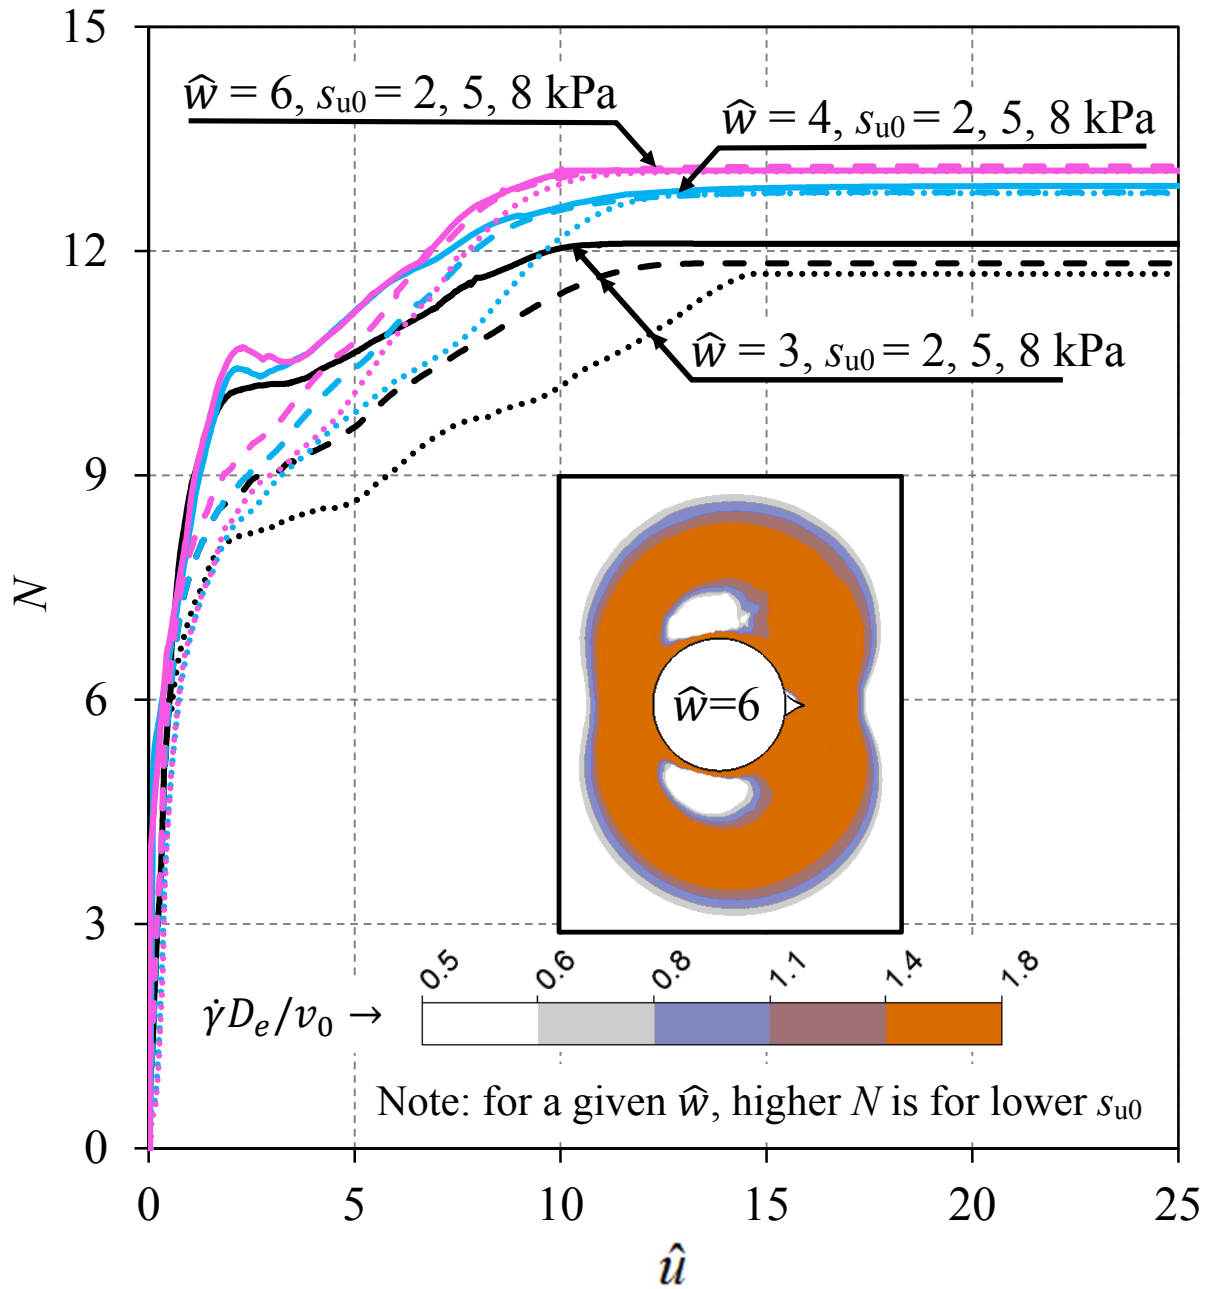 15
ŵ = 6, su0 = 2, 5, 8 kPa
ŵ = 4, su0 = 2, 5, 8 kPa
12
ŵ = 3, su0 = 2, 5, 8 kPa
9
N
6
ŵ=6
3
0.5 0.6 0.8 1.1 1.4 1.8
γ̇Dₑ/v₀ →
Note: for a given ŵ, higher N is for lower su0
0
0 5 10 15 20 25
û